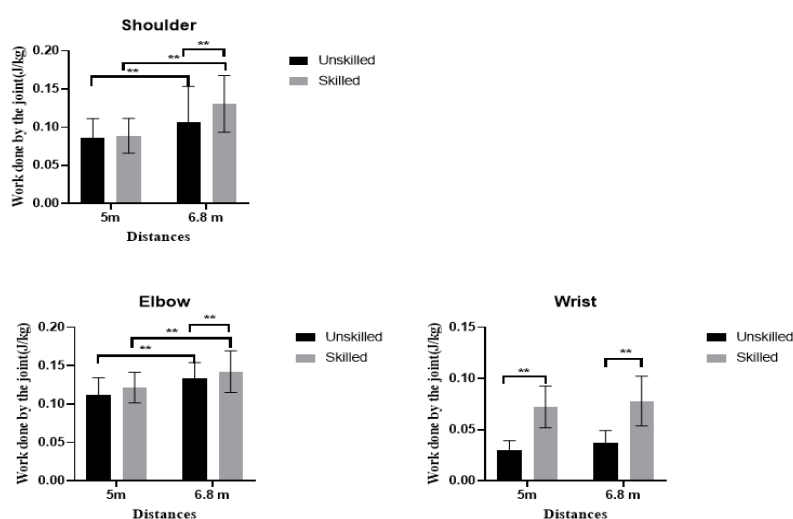 Shoulder
Work done by the joint(J/kg)
0.20
0.15
0.10
0.05
0.00
**
**
**
5m
6.8 m
Distances
Unskilled
Skilled
Elbow
Work done by the joint(J/kg)
0.20
0.15
0.10
0.05
0.00
**
**
**
5m
6.8 m
Distances
Unskilled
Skilled
Wrist
Work done by the joint(J/kg)
0.15
0.10
0.05
0.00
**
**
5m
6.8 m
Distances
Unskilled
Skilled